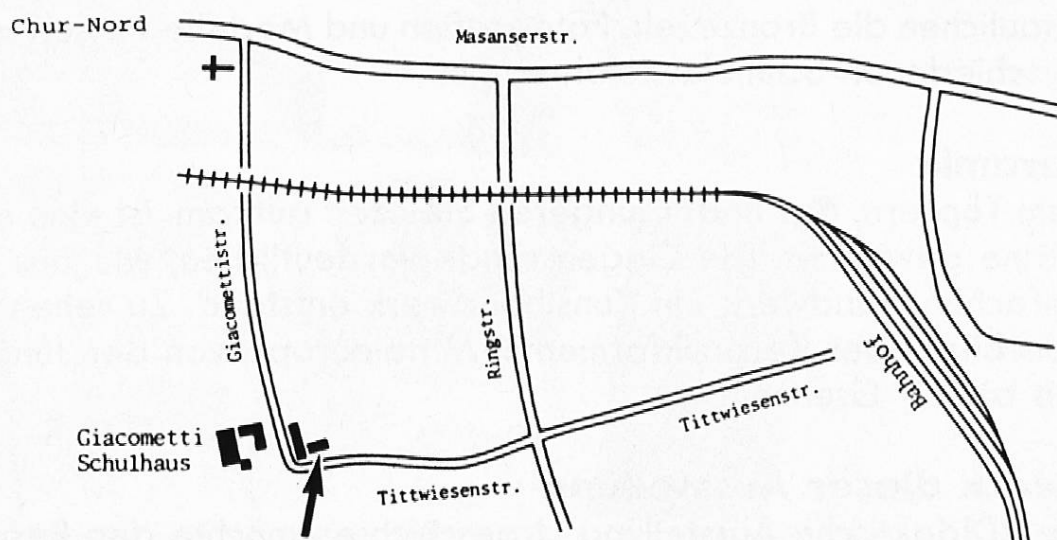 Chur-Nord
Masanserstr.
Giacomettistr.
Ringstr.
Bahnhof
Tittwiesenstr.
Giacometti
Schulhaus
Tittwiesenstr.